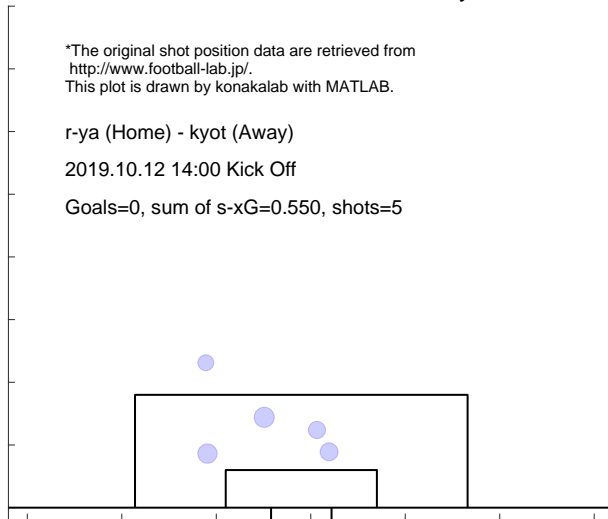 *The original shot position data are retrieved from
http://www.football-lab.jp/.
This plot is drawn by konakalab with MATLAB.
r-ya (Home) - kyot (Away)
2019.10.12 14:00 Kick Off
Goals=0, sum of s-xG=0.550, shots=5